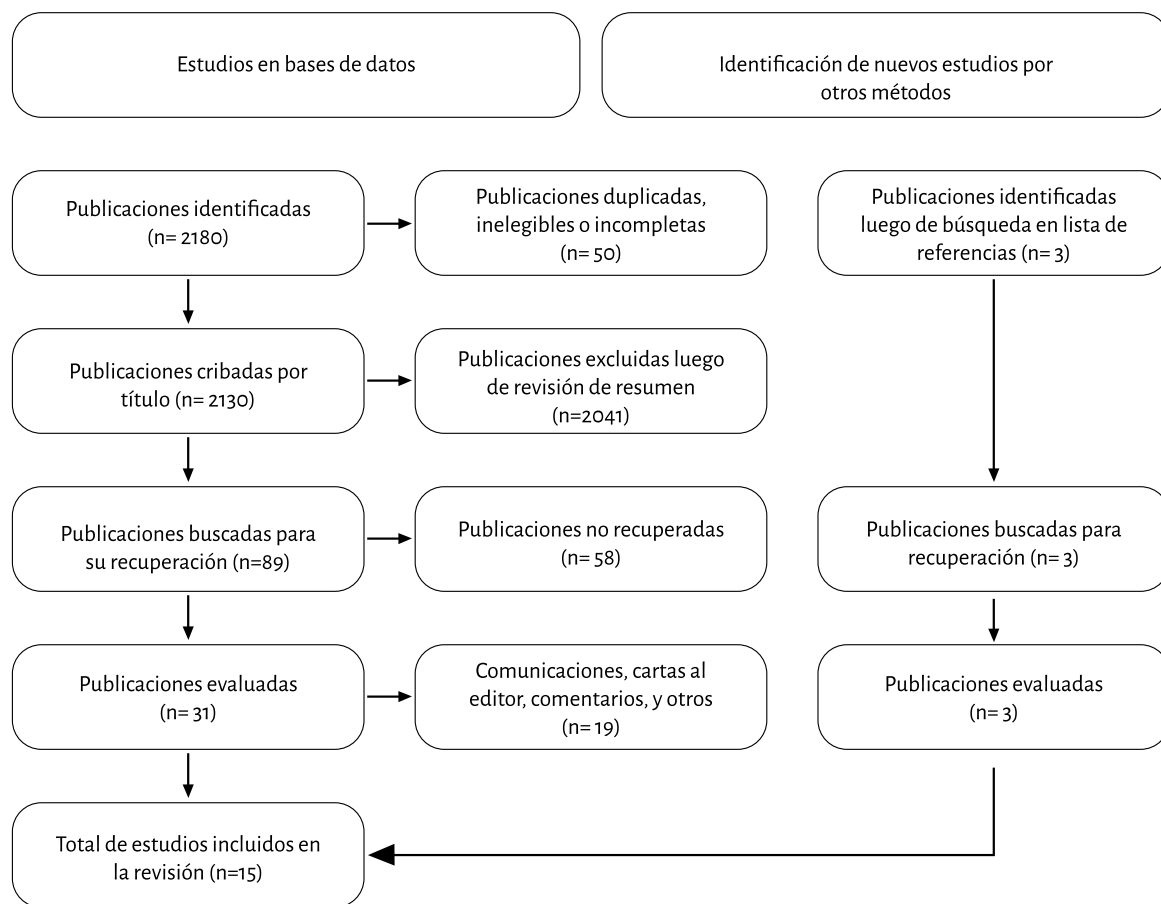 Estudios en bases de datos
Identificación de nuevos estudios por
otros métodos
Publicaciones identificadas
(n= 2180)
Publicaciones duplicadas,
inelegibles o incompletas
(n= 50)
Publicaciones identificadas
luego de búsqueda en lista de
referencias (n= 3)
Publicaciones cribadas por
título (n= 2130)
Publicaciones excluidas luego
de revisión de resumen
(n=2041)
Publicaciones buscadas para
su recuperación (n=89)
Publicaciones no recuperadas
(n= 58)
Publicaciones buscadas para
recuperación (n= 3)
Publicaciones evaluadas
(n= 31)
Comunicaciones, cartas al
editor, comentarios, y otros
(n= 19)
Publicaciones evaluadas
(n= 3)
Total de estudios incluidos en
la revisión (n=15)